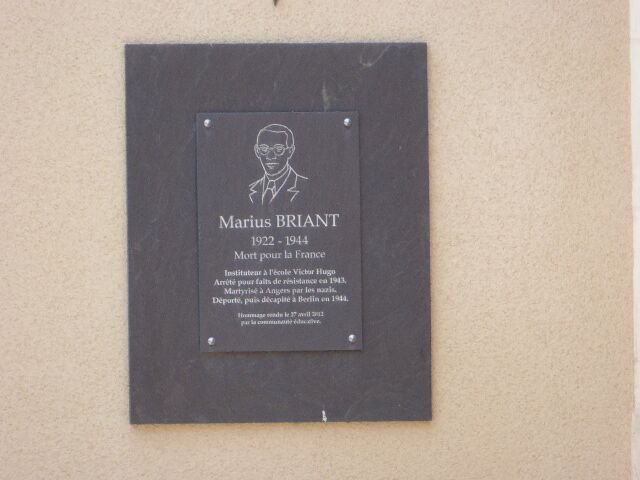 Marius BRIANT
1922 - 1944
Mort pour la France
Instituteur à l'école Victor Hugo
Arrêté pour faits de résistance en 1943.
Martyrisé à Angers par les nazis.
Déporté, puis décapité à Berlin en 1944.
Hommage rendu le 27 avril 2012
par la communauté éducative.